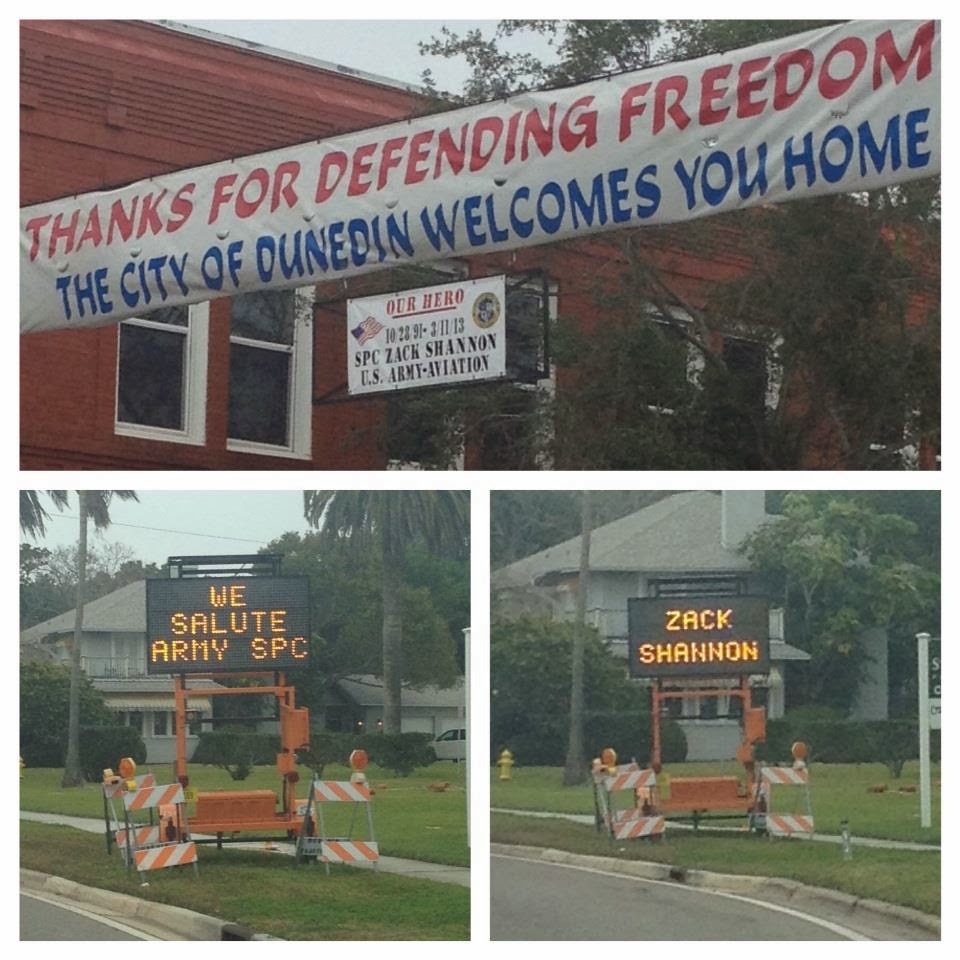 THANKS FOR DEFENDING FREEDOM
THE CITY OF DUNEDIN WELCOMES YOU HOME
OUR HERO
10/28/91- 3/11/13
SPC ZACK SHANNON
U.S. ARMY-AVIATION
WE
SALUTE
ARMY SPC
ZACK
SHANNON